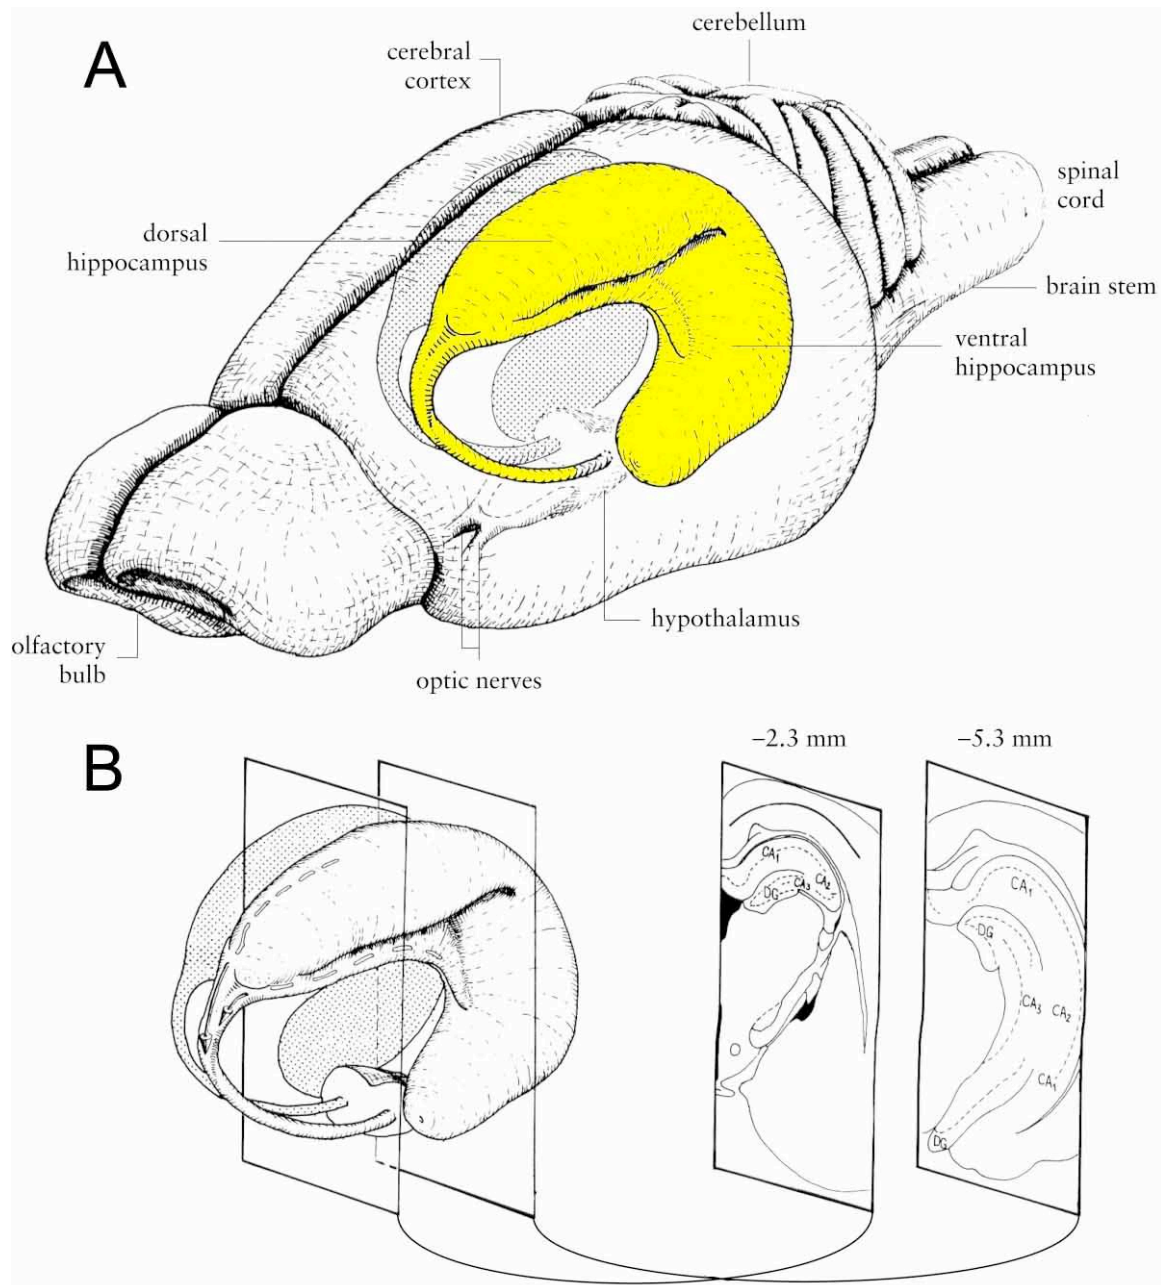 A
cerebellum
cerebral
cortex
spinal
cord
dorsal
hippocampus
brain stem
ventral
hippocampus
hypothalamus
olfactory
bulb
optic nerves
B
−2.3 mm
−5.3 mm
CA1
CA3
CA2
DG
CA1
DG
CA3
CA2
CA1
DG